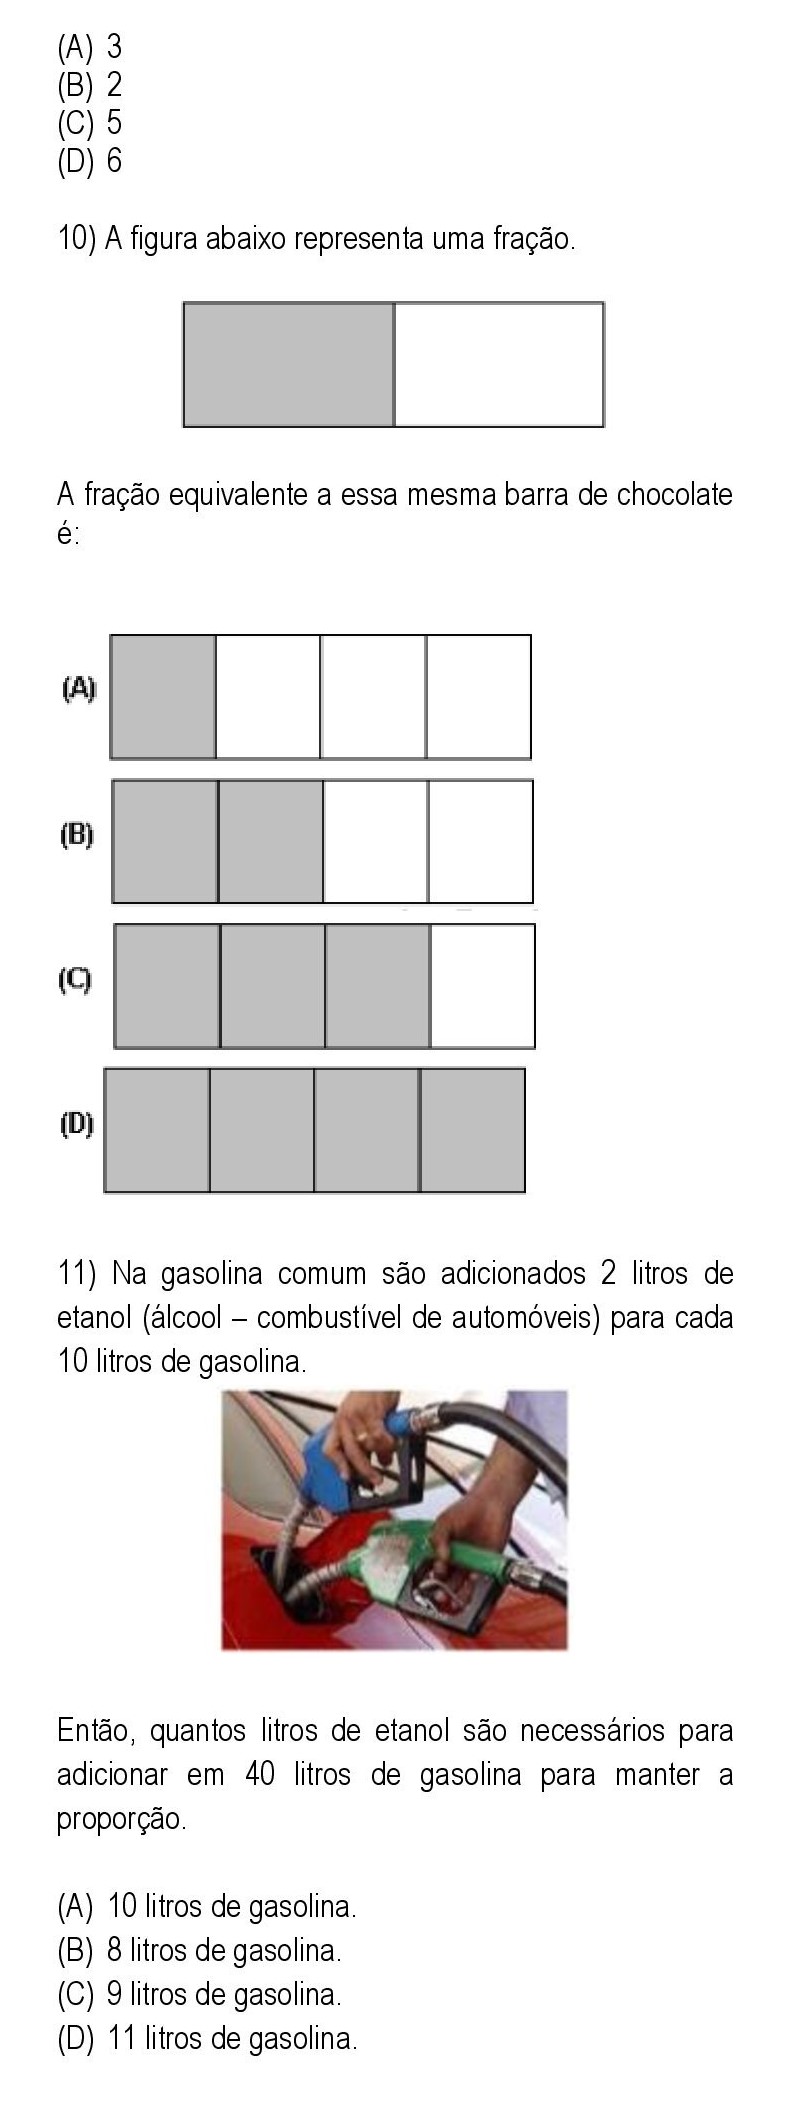 (A) 3
(B) 2
(C) 5
(D) 6
10) A figura abaixo representa uma fração.
A fração equivalente a essa mesma barra de chocolate
é:
(A)
(B)
(C)
(D)
11) Na gasolina comum são adicionados 2 litros de
etanol (álcool – combustível de automóveis) para cada
10 litros de gasolina.
Então, quantos litros de etanol são necessários para
adicionar em 40 litros de gasolina para manter a
proporção.
(A) 10 litros de gasolina.
(B) 8 litros de gasolina.
(C) 9 litros de gasolina.
(D) 11 litros de gasolina.